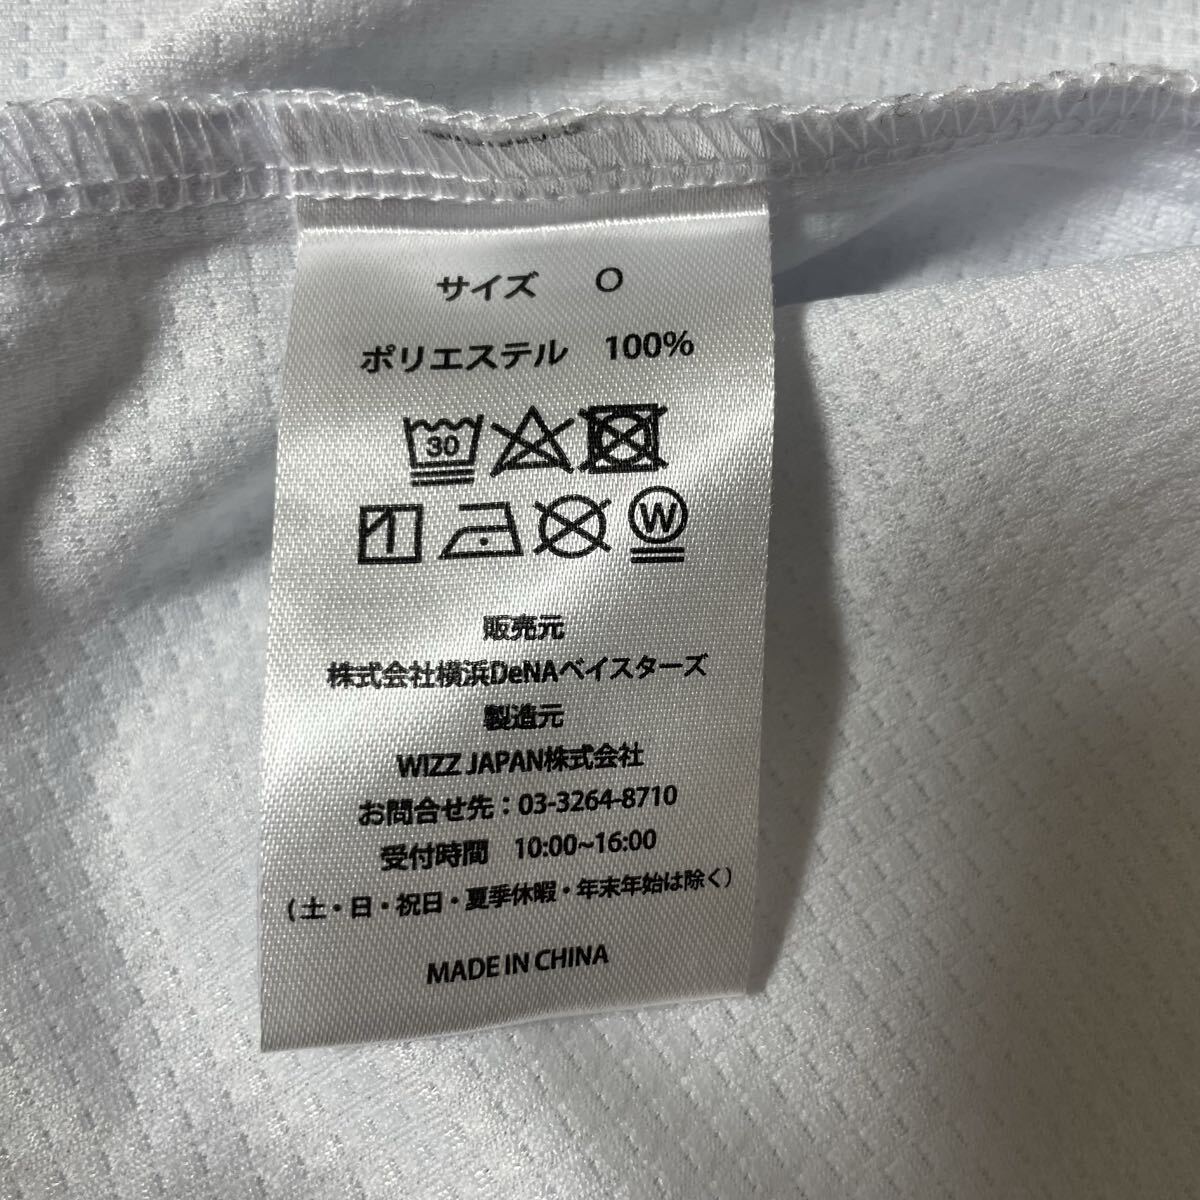 サイズ O
ポリエステル 100%
30
W
販売元
株式会社横浜DeNAベイスターズ
製造元
WIZZ JAPAN株式会社
お問合せ先：03-3264-8710
受付時間 10:00~16:00
(土・日・祝日・夏季休暇・年末年始は除く)
MADE IN CHINA